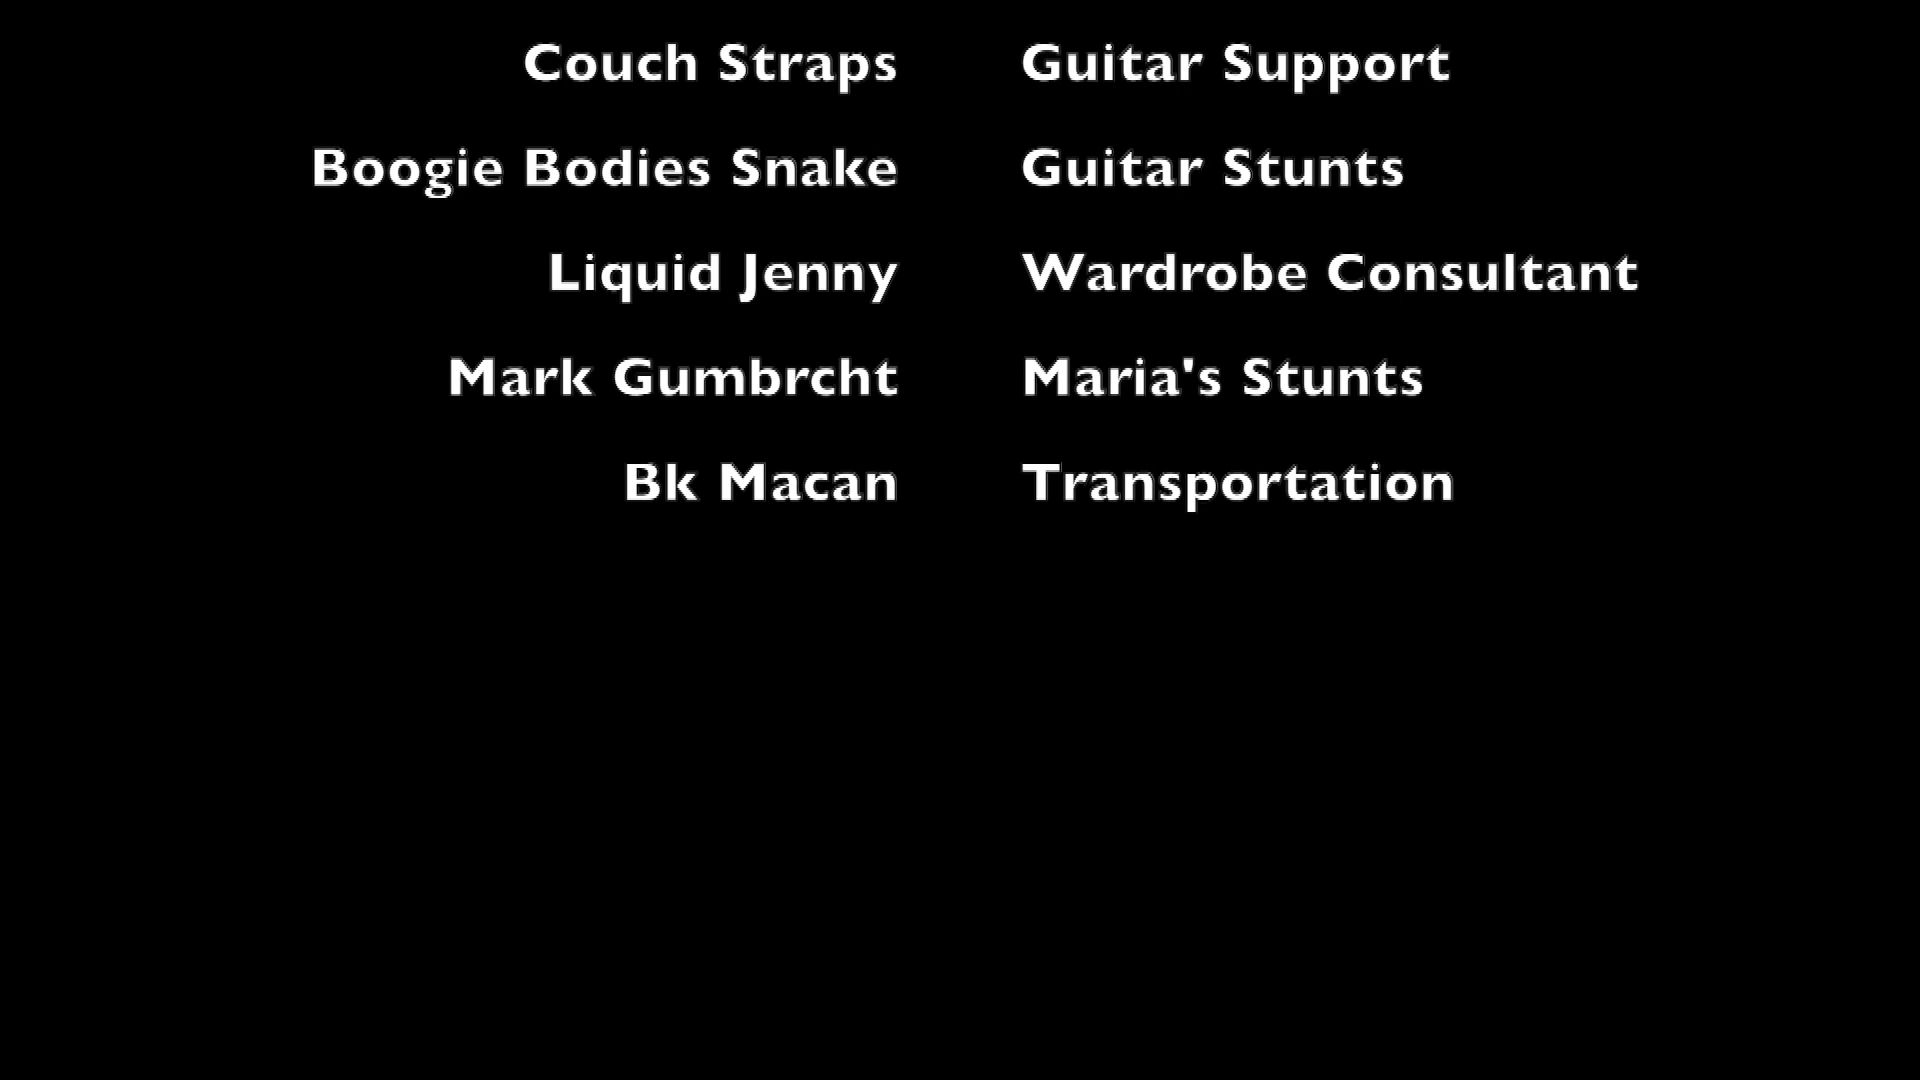 Couch Straps Guitar Support
Boogie Bodies Snake Guitar Stunts
Liquid Jenny Wardrobe Consultant
Mark Gumbrcht Maria's Stunts
Bk Macan Transportation